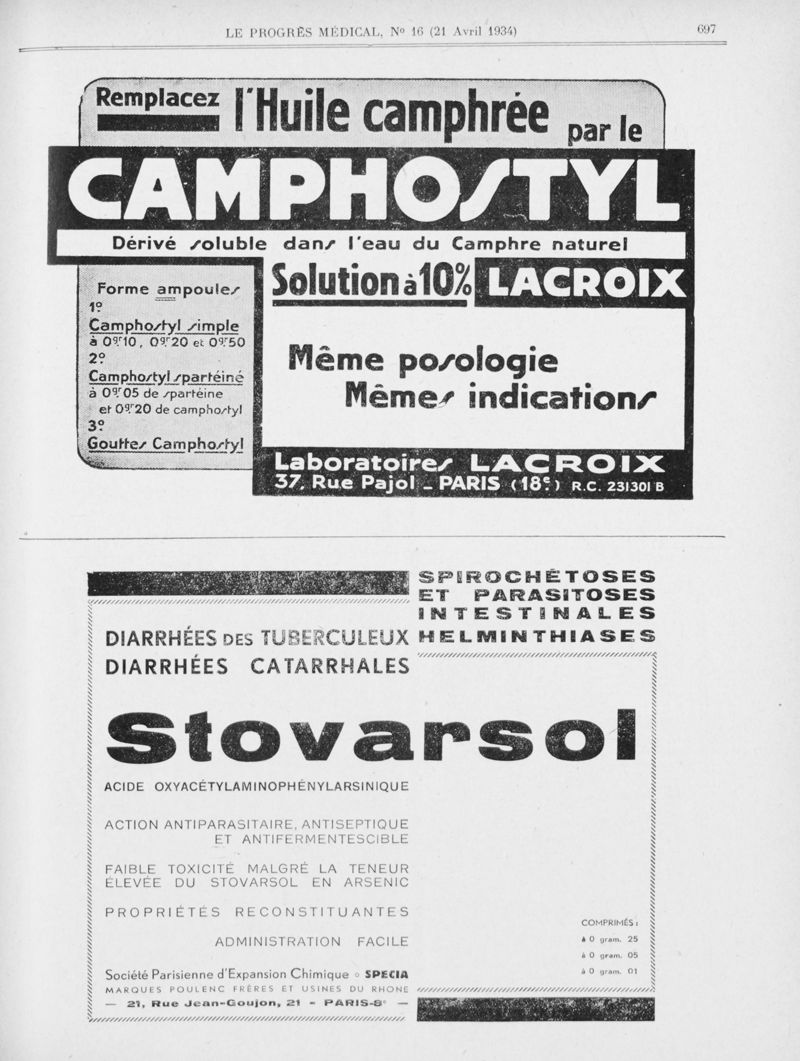 LE PROGRÈS MÉDICAL, No 16 (21 Avril 1934)
697
Remplacez l'Huile camphrée par le
CAMPHOSTYL
Dérivé soluble dans l'eau du Camphre naturel
Solution à 10% LACROIX
Forme ampoules
1º
Camphostyl simple
à 0gr10, 0gr20 et 0gr50
2º
Camphostyl spartéiné
à 0gr05 de spartéine
et 0gr20 de camphostyl
3º
Gouttes Camphostyl
Même posologie
Mêmes indications
Laboratoires LACROIX
37, Rue Pajol _ PARIS (18e) R.C. 231301 B
SPIROCHÉTOSES
ET PARASITOSES
INTESTINALES
HELMINTHIASES
DIARRHÉES DES TUBERCULEUX
DIARRHÉES CATARRHALES
Stovarsol
ACIDE OXYACÉTYLAMINOPHÉNYLARSINIQUE
ACTION ANTIPARASITAIRE, ANTISEPTIQUE
ET ANTIFERMENTESCIBLE
FAIBLE TOXICITÉ MALGRÉ LA TENEUR
ÉLEVÉE DU STOVARSOL EN ARSENIC
PROPRIÉTÉS RECONSTITUANTES
ADMINISTRATION FACILE
COMPRIMÉS :
à 0 gram. 25
à 0 gram. 05
à 0 gram. 01
Société Parisienne d'Expansion Chimique o SPECIA
MARQUES POULENC FRÈRES ET USINES DU RHONE
— 21, Rue Jean-Goujon, 21 - PARIS-8e —